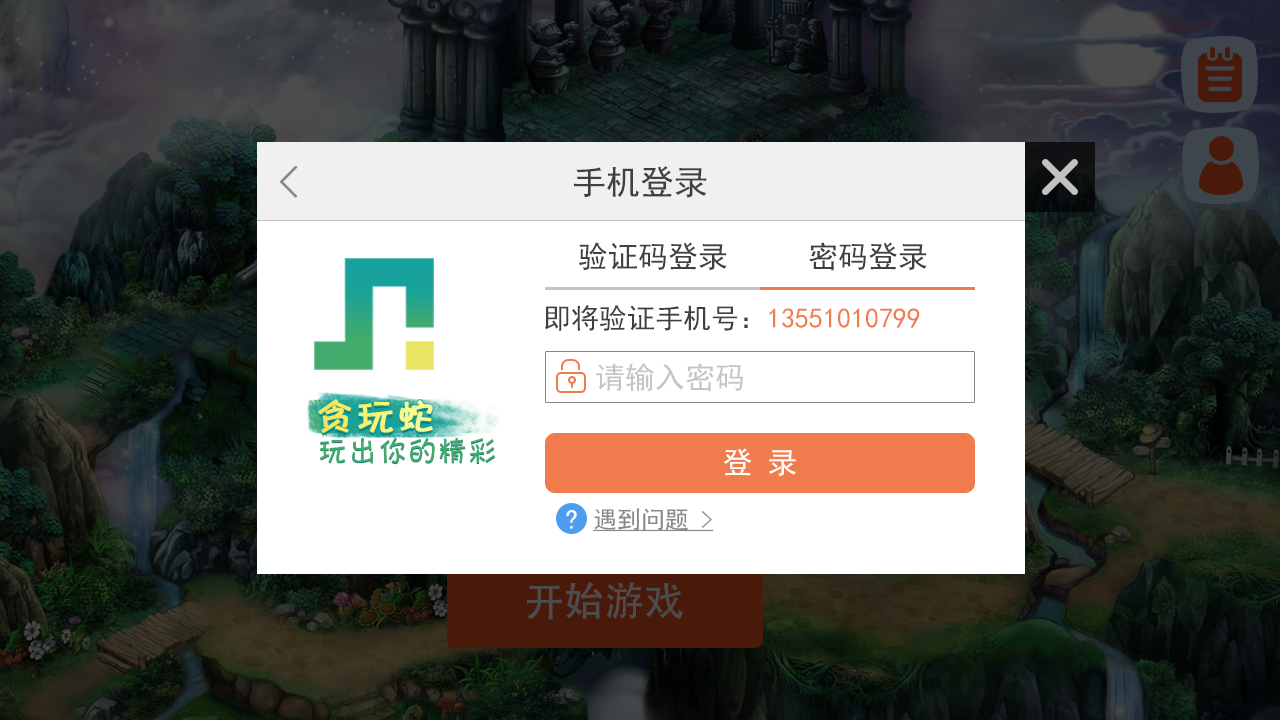 手机登录
验证码登录 密码登录
即将验证手机号：13551010799
请输入密码
登 录
? 遇到问题 >
贪玩蛇
玩出你的精彩
开始游戏